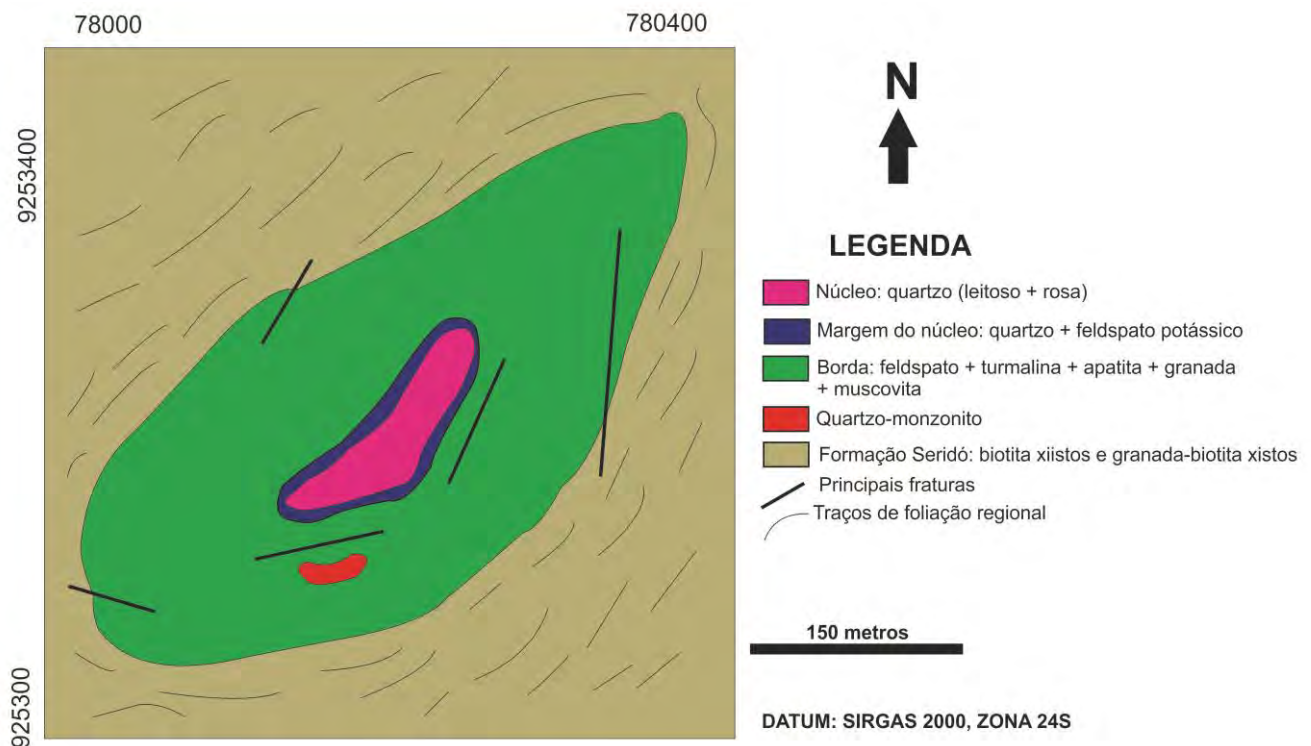 78000
780400
9253400
925300
N
LEGENDA
Núcleo: quartzo (leitoso + rosa)
Margem do núcleo: quartzo + feldspato potássico
Borda: feldspato + turmalina + apatita + granada
+ muscovita
Quartzo-monzonito
Formação Seridó: biotita xiistos e granada-biotita xistos
Principais fraturas
Traços de foliação regional
150 metros
DATUM: SIRGAS 2000, ZONA 24S